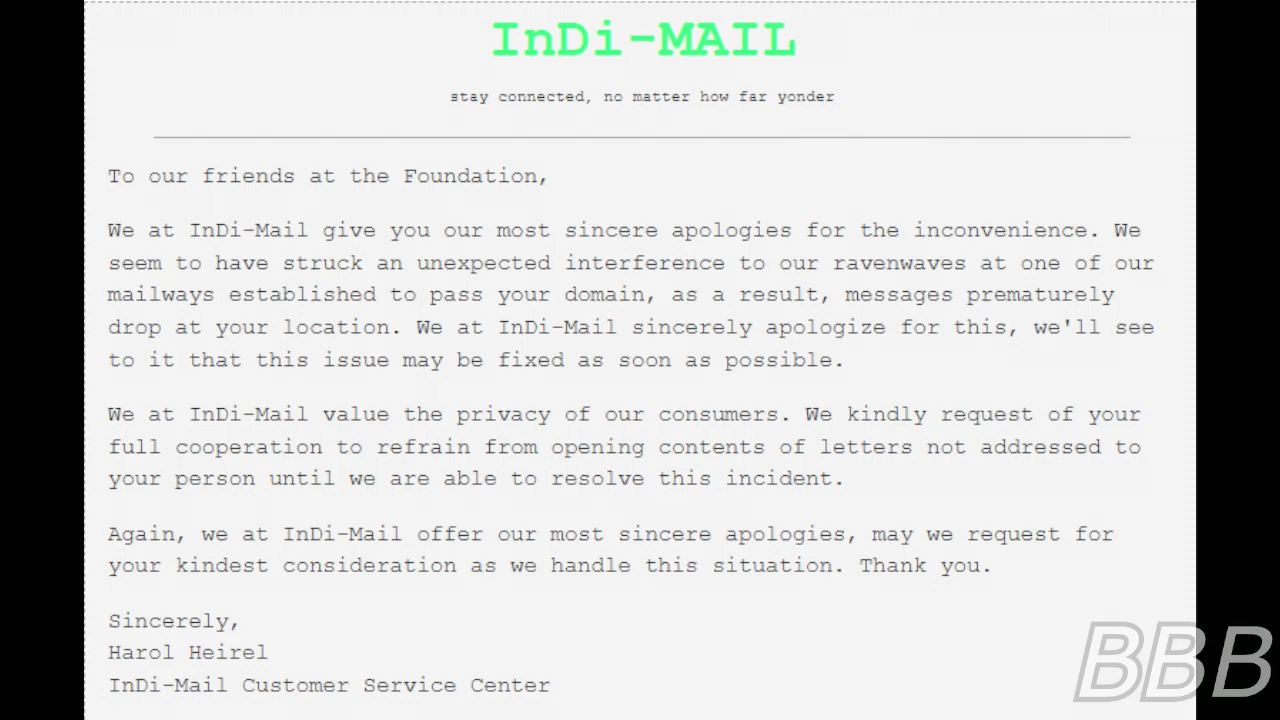 InDi-MAIL
stay connected, no matter how far yonder
To our friends at the Foundation,
We at InDi-Mail give you our most sincere apologies for the inconvenience. We
seem to have struck an unexpected interference to our ravenwaves at one of our
mailways established to pass your domain, as a result, messages prematurely
drop at your location. We at InDi-Mail sincerely apologize for this, we'll see
to it that this issue may be fixed as soon as possible.
We at InDi-Mail value the privacy of our consumers. We kindly request of your
full cooperation to refrain from opening contents of letters not addressed to
your person until we are able to resolve this incident.
Again, we at InDi-Mail offer our most sincere apologies, may we request for
your kindest consideration as we handle this situation. Thank you.
Sincerely,
Harol Heirel
InDi-Mail Customer Service Center
BBB